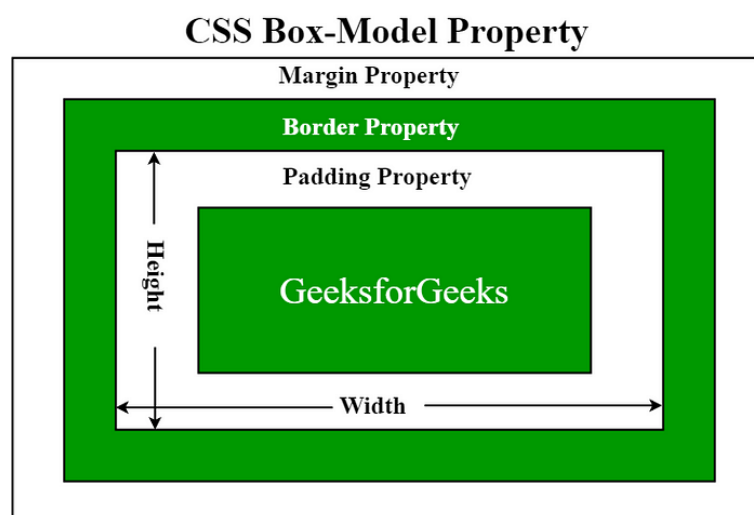 CSS Box-Model Property
Margin Property
Border Property
Padding Property
Height
GeeksforGeeks
Width